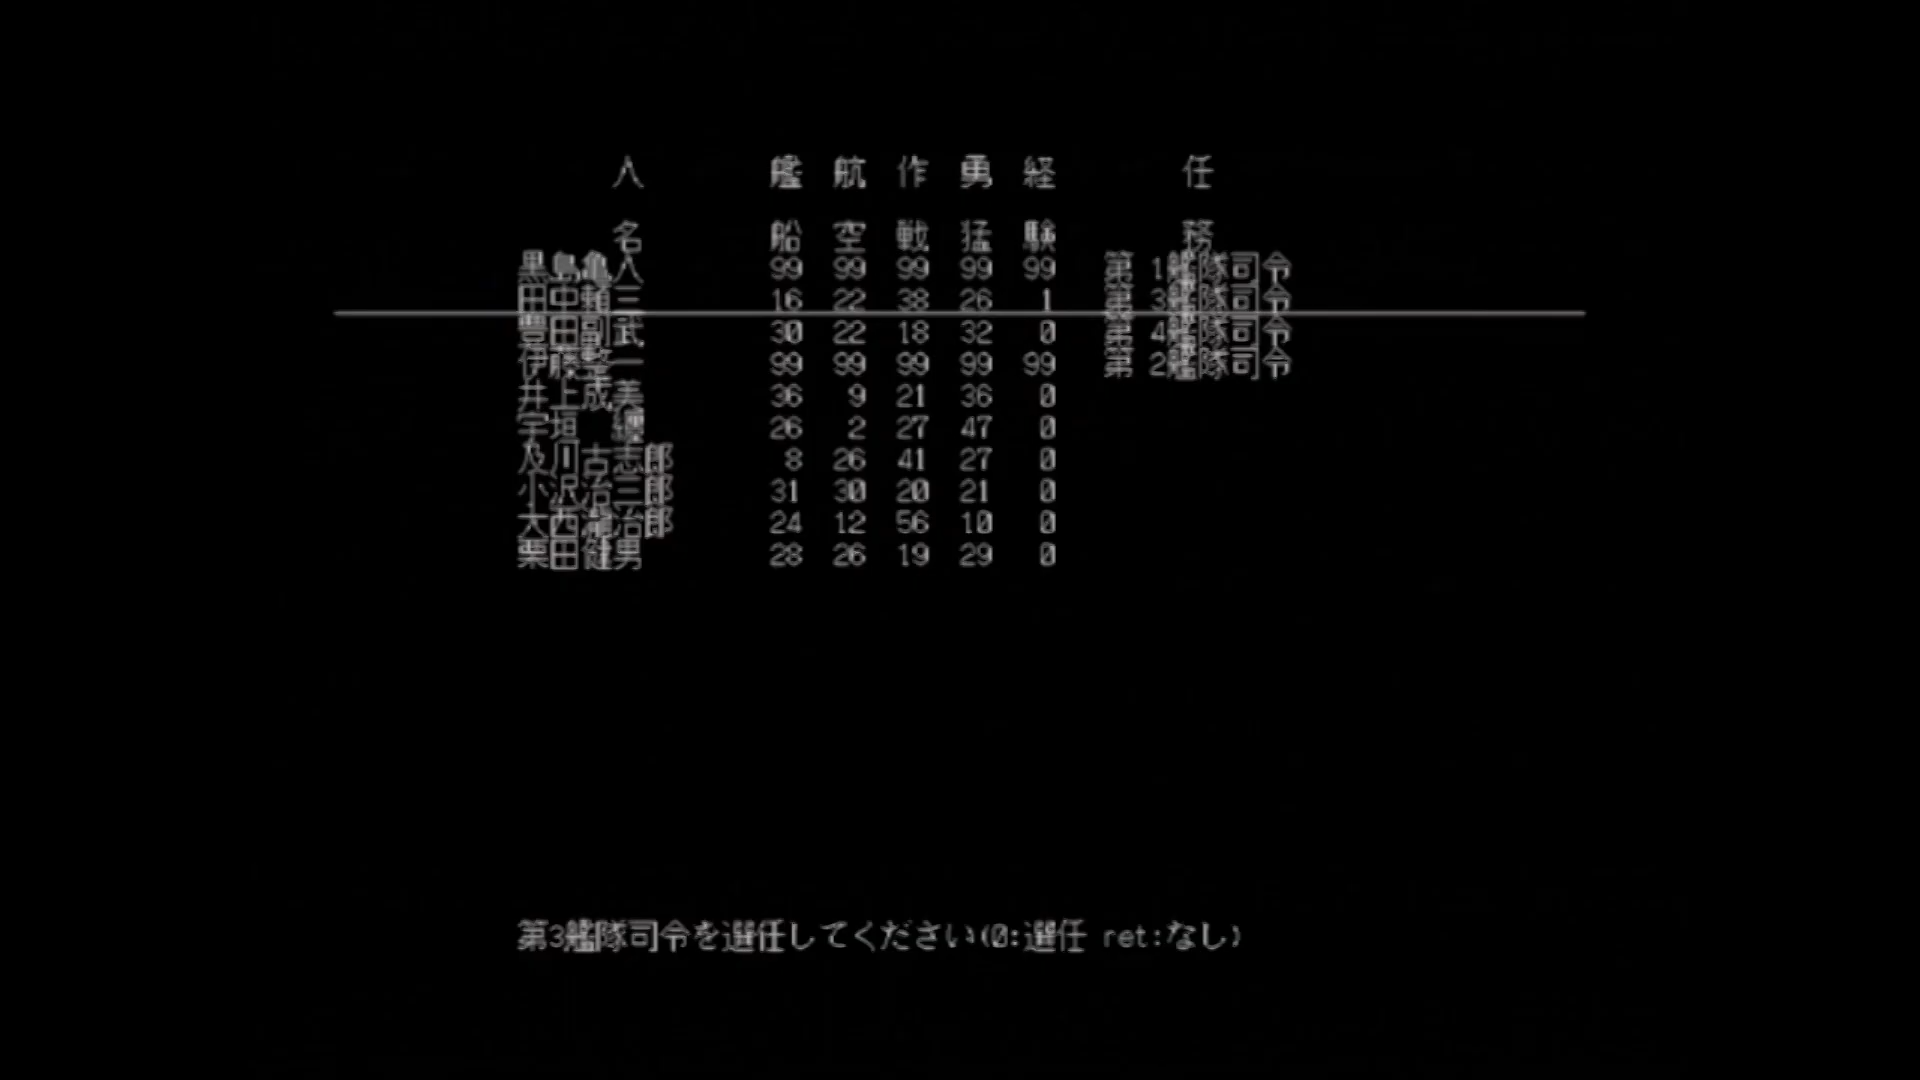 人 艦 航 作 勇 経 任
名 船 空 戦 猛 験 務
黒島亀人 99 99 99 99 99 第 1艦隊司令
田中頼三 16 22 38 26 1 第 3艦隊司令
豊田副武 30 22 18 32 0 第 4艦隊司令
伊藤整一 99 99 99 99 99 第 2艦隊司令
井上成美 36 9 21 36 0
宇垣 纏 26 2 27 47 0
及川古志郎 8 26 41 27 0
小沢治三郎 31 30 20 21 0
大西瀧治郎 24 12 56 10 0
栗田健男 28 26 19 29 0
第3艦隊司令を選任してください(0:選任 ret:なし)